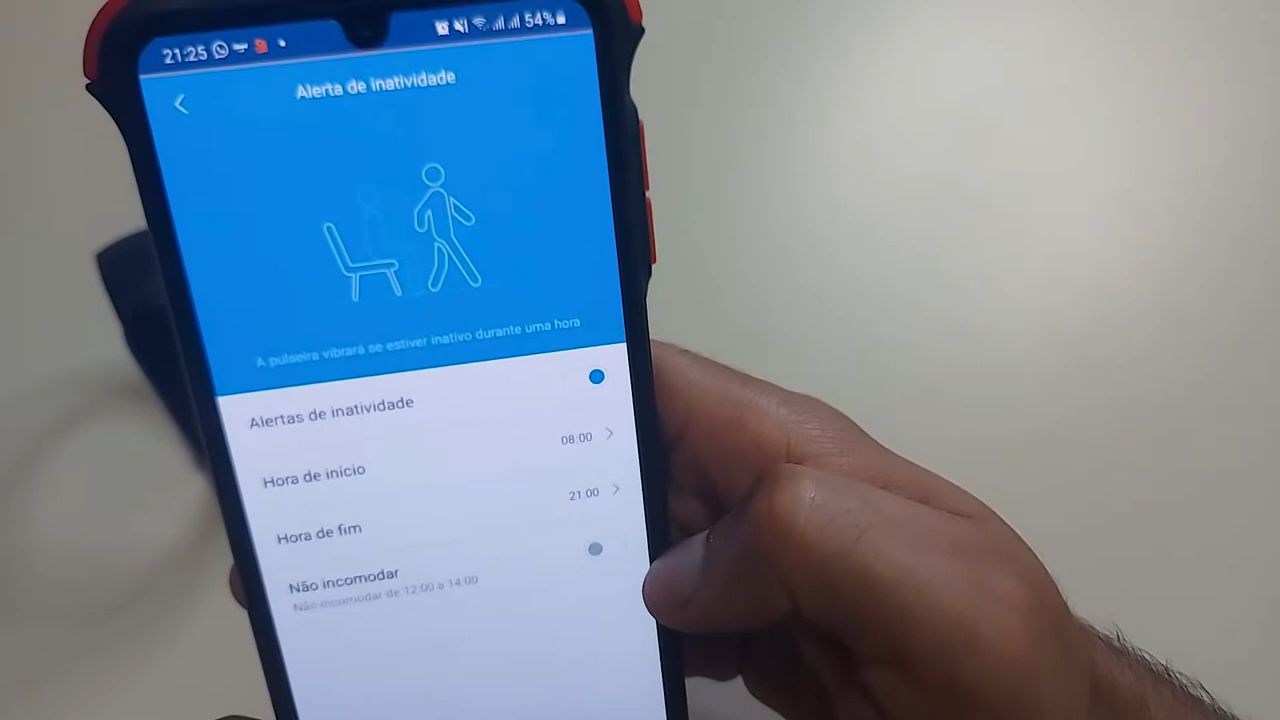 21:25 54%
Alerta de inatividade
A pulseira vibrará se estiver inativo durante uma hora
Alertas de inatividade
Hora de início 08:00
Hora de fim 21:00
Não incomodar
Não incomodar de 12:00 a 14:00